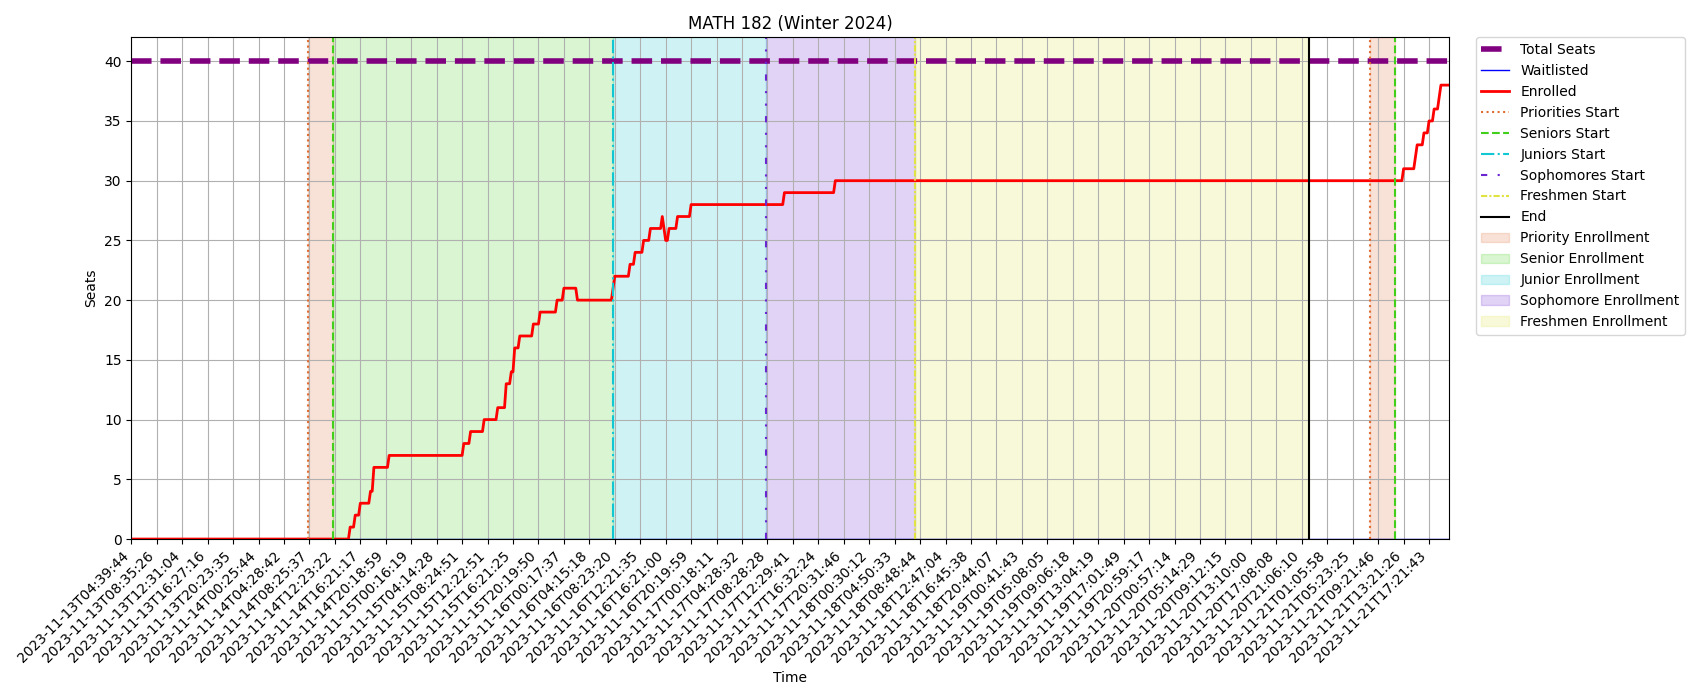 MATH 182 (Winter 2024)
Seats
40
35
30
25
20
15
10
5
0
2023-11-13T04:39:44
2023-11-13T08:35:26
2023-11-13T12:31:04
2023-11-13T16:27:16
2023-11-13T20:23:35
2023-11-14T00:25:44
2023-11-14T04:28:42
2023-11-14T08:25:37
2023-11-14T12:23:22
2023-11-14T16:21:17
2023-11-14T20:18:59
2023-11-15T00:16:19
2023-11-15T04:14:28
2023-11-15T08:24:51
2023-11-15T12:22:51
2023-11-15T16:21:25
2023-11-15T20:19:50
2023-11-16T00:17:37
2023-11-16T04:15:18
2023-11-16T08:23:20
2023-11-16T12:21:35
2023-11-16T16:21:00
2023-11-16T20:19:59
2023-11-17T00:18:11
2023-11-17T04:28:32
2023-11-17T08:28:28
2023-11-17T12:29:41
2023-11-17T16:32:24
2023-11-17T20:31:46
2023-11-18T00:30:12
2023-11-18T04:50:33
2023-11-18T08:48:44
2023-11-18T12:47:04
2023-11-18T16:45:38
2023-11-18T20:44:07
2023-11-19T00:41:43
2023-11-19T05:08:05
2023-11-19T09:06:18
2023-11-19T13:04:19
2023-11-19T17:01:49
2023-11-19T20:59:17
2023-11-20T00:57:14
2023-11-20T05:14:29
2023-11-20T09:12:15
2023-11-20T13:10:00
2023-11-20T17:08:08
2023-11-20T21:06:10
2023-11-21T01:05:58
2023-11-21T05:23:25
2023-11-21T09:21:46
2023-11-21T13:21:26
2023-11-21T17:21:43
Time
Total Seats
Waitlisted
Enrolled
Priorities Start
Seniors Start
Juniors Start
Sophomores Start
Freshmen Start
End
Priority Enrollment
Senior Enrollment
Junior Enrollment
Sophomore Enrollment
Freshmen Enrollment